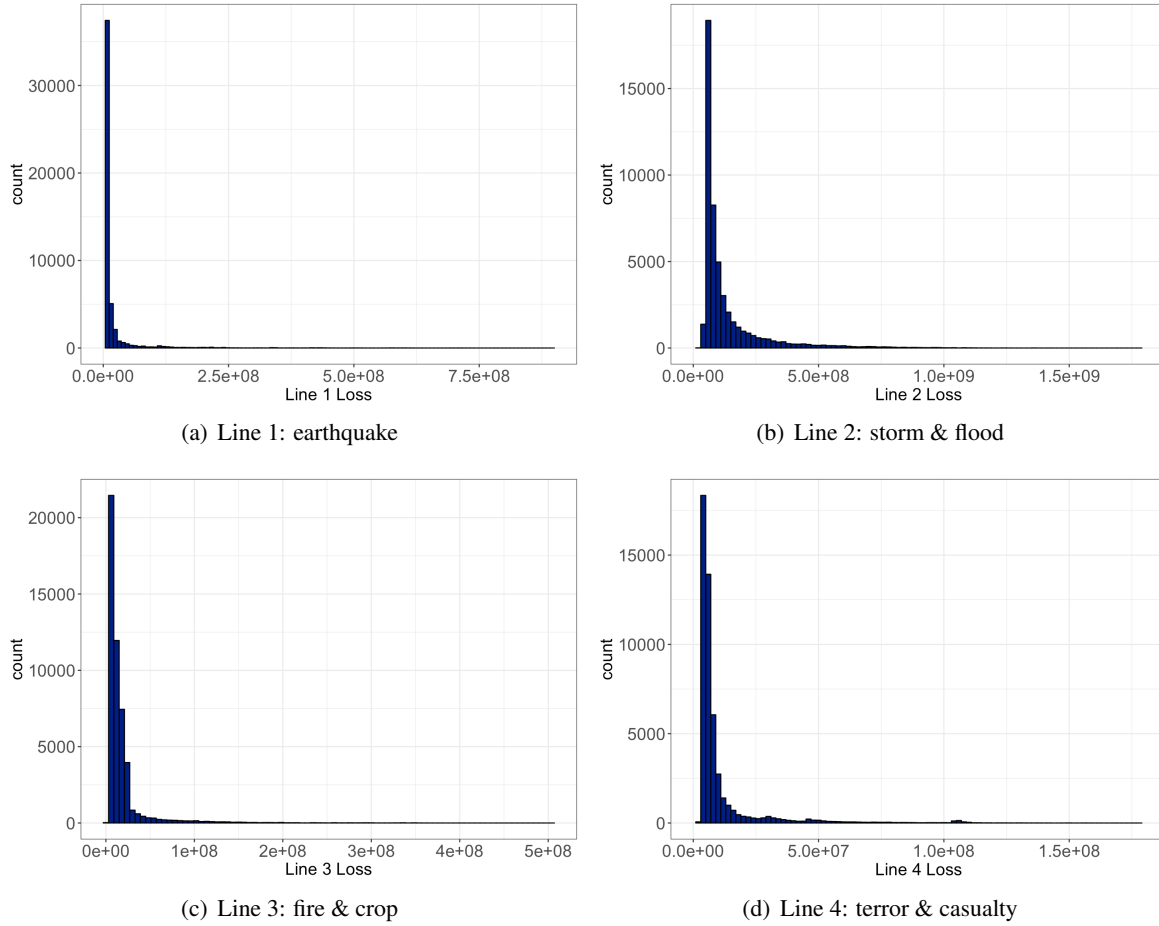 30000
20000
10000
0
count
0.0e+00 2.5e+08 5.0e+08 7.5e+08
Line 1 Loss
(a) Line 1: earthquake
15000
10000
5000
0
count
0.0e+00 5.0e+08 1.0e+09 1.5e+09
Line 2 Loss
(b) Line 2: storm & flood
20000
15000
10000
5000
0
count
0e+00 1e+08 2e+08 3e+08 4e+08 5e+08
Line 3 Loss
(c) Line 3: fire & crop
15000
10000
5000
0
count
0.0e+00 5.0e+07 1.0e+08 1.5e+08
Line 4 Loss
(d) Line 4: terror & casualty